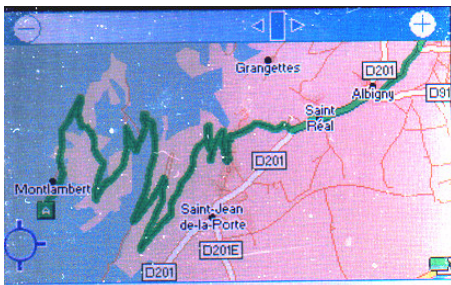 Grangettes
D201
Albigny
D91
Saint
Réal
D201
Montlambert
A
Saint-Jean
de-la-Porte
D201E
D201